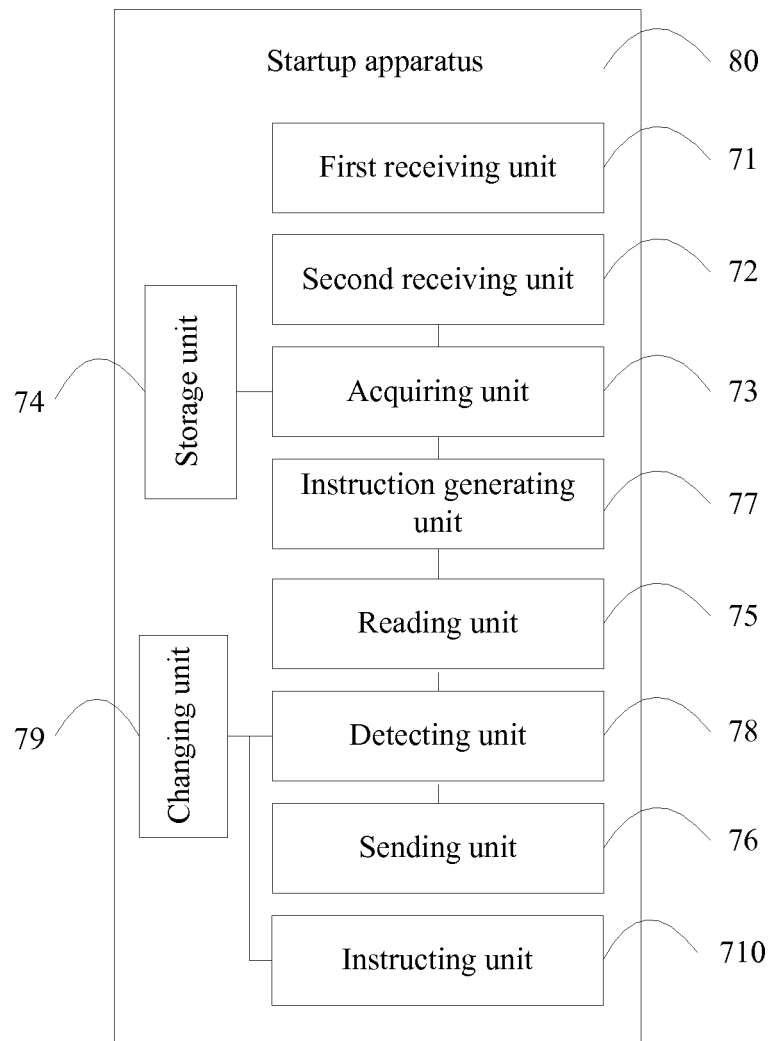 Startup apparatus
80
First receiving unit
71
Second receiving unit
72
Storage unit
74
Acquiring unit
73
Instruction generating
unit
77
Reading unit
75
Changing unit
79
Detecting unit
78
Sending unit
76
Instructing unit
710